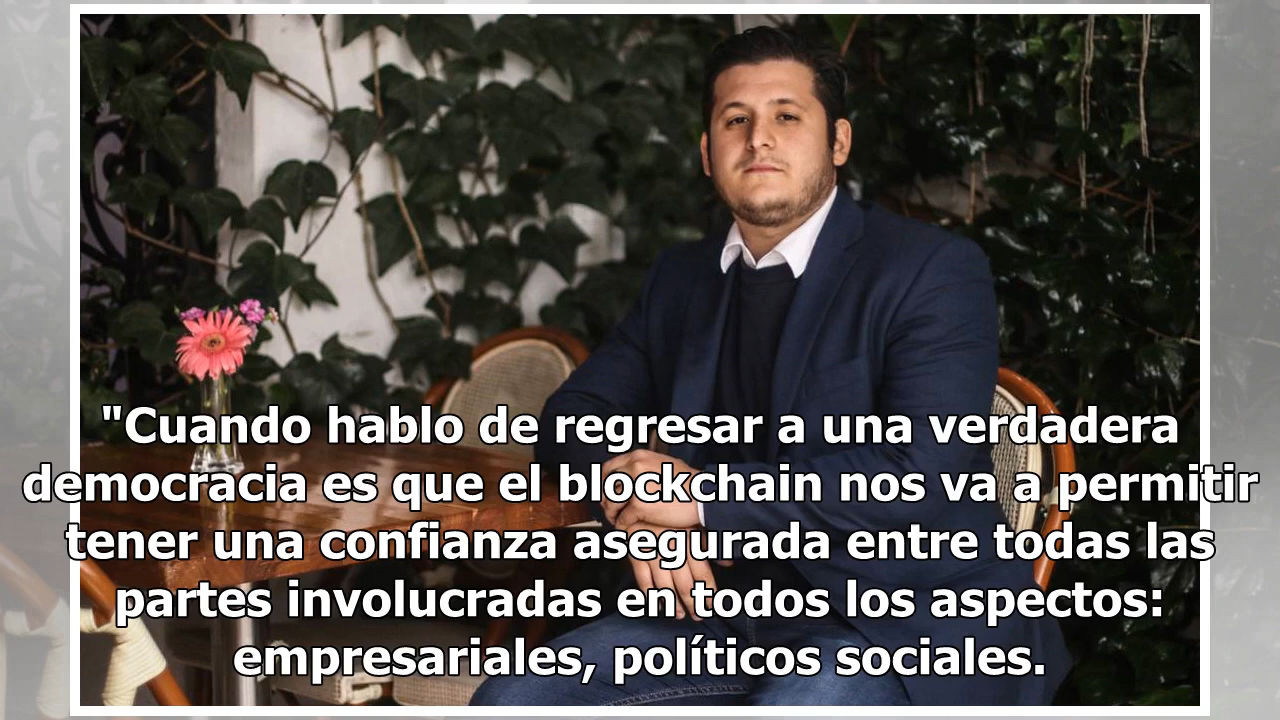 "Cuando hablo de regresar a una verdadera
democracia es que el blockchain nos va a permitir
tener una confianza asegurada entre todas las
partes involucradas en todos los aspectos:
empresariales, políticos sociales.